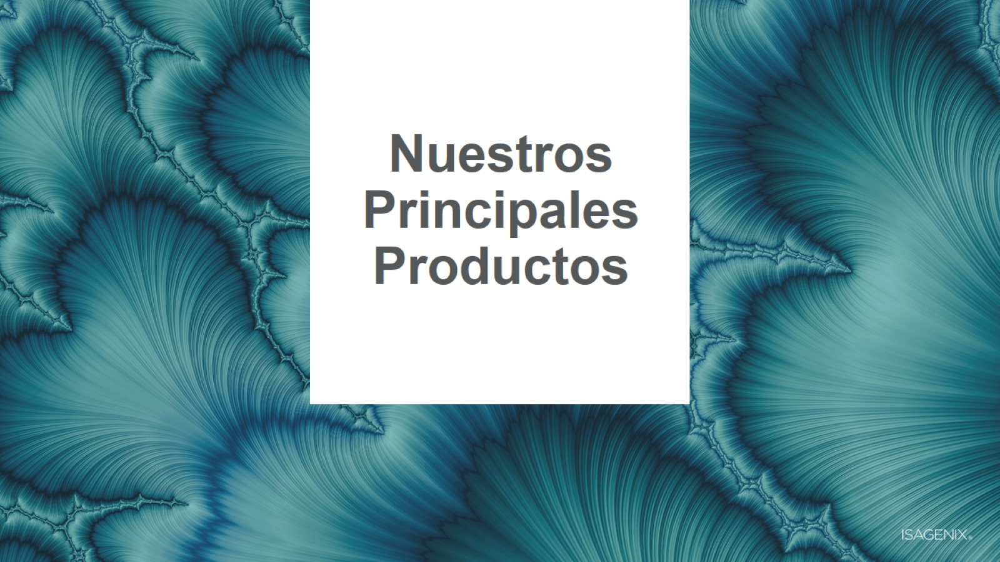 Nuestros
Principales
Productos
ISAGENIX®